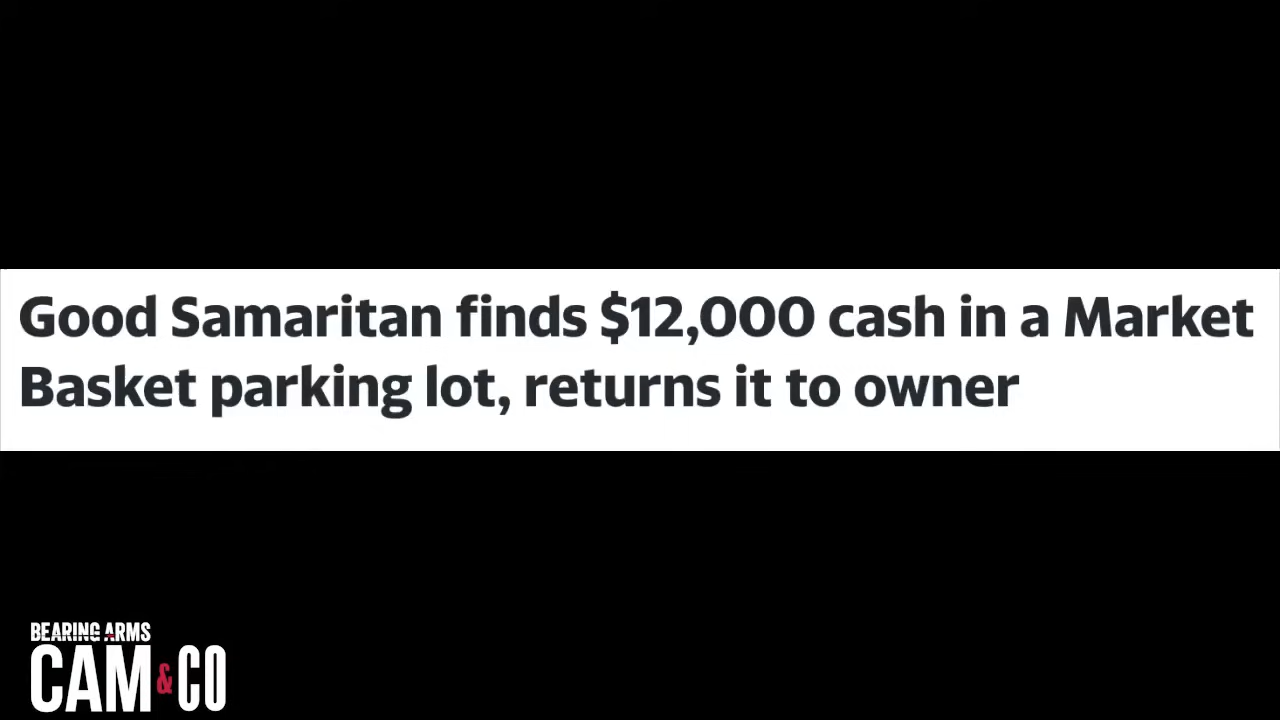 Good Samaritan finds $12,000 cash in a Market
Basket parking lot, returns it to owner
BEARING ARMS
CAM & CO